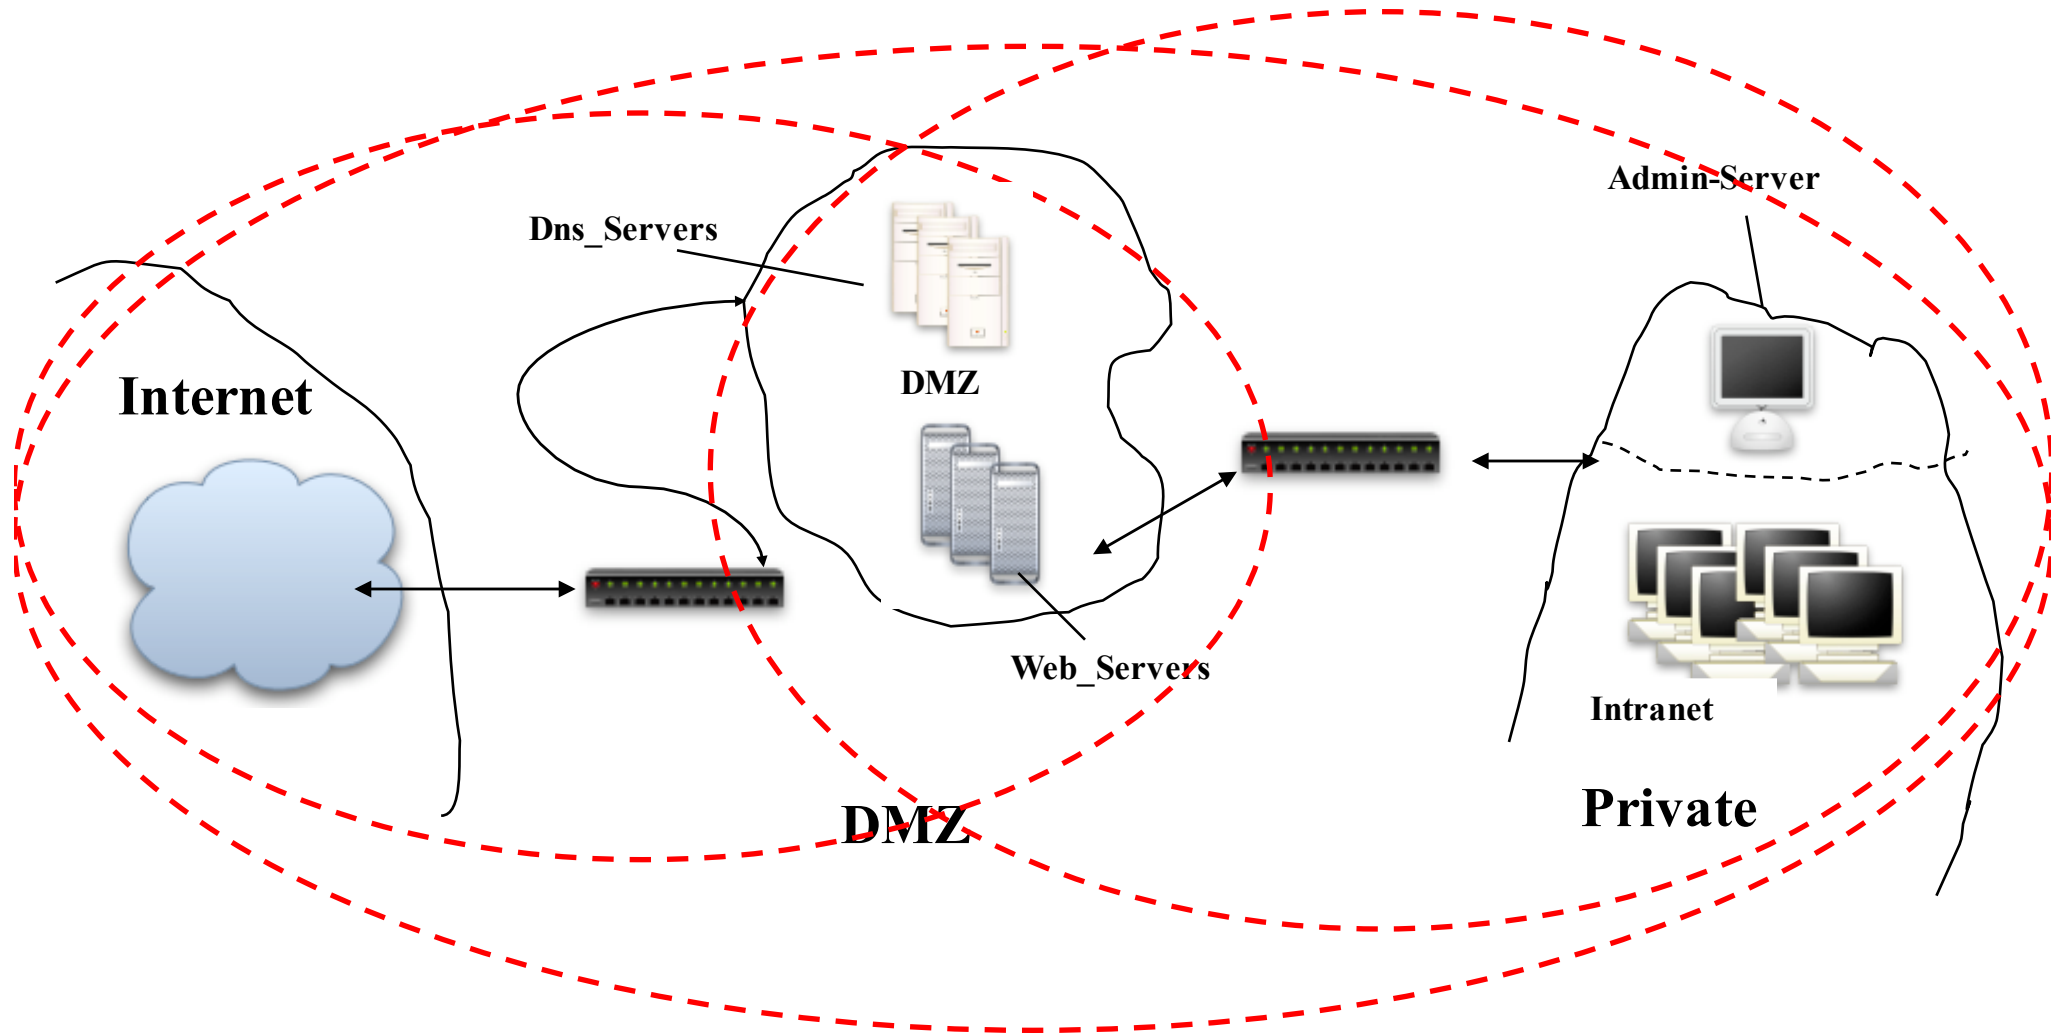 Admin-Server
Dns_Servers
Internet
DMZ
Web_Servers
Intranet
DMZ
Private